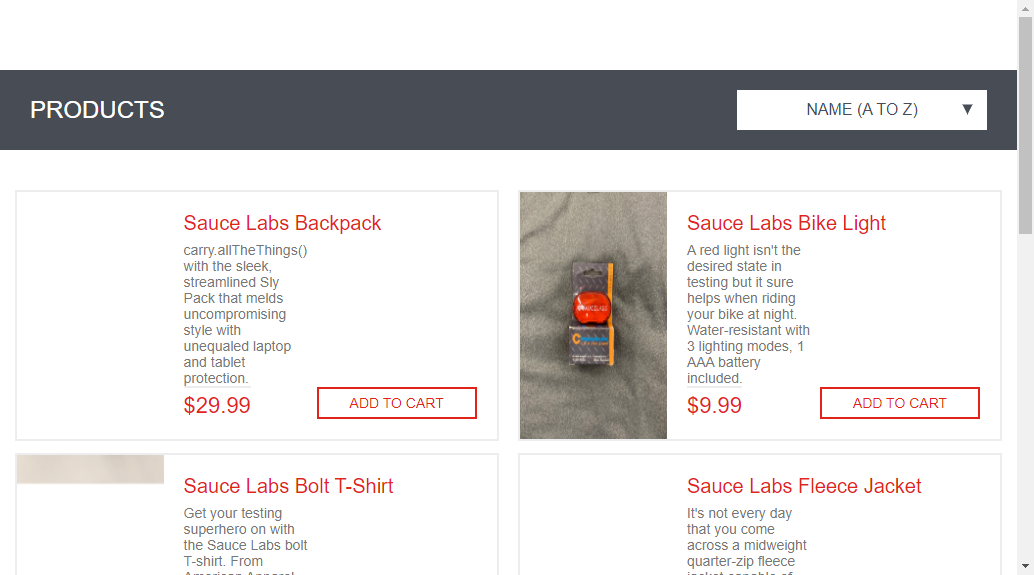 PRODUCTS
NAME (A TO Z)
Sauce Labs Backpack
carry.allTheThings()
with the sleek,
streamlined Sly
Pack that melds
uncompromising
style with
unequaled laptop
and tablet
protection.
$29.99
ADD TO CART
Sauce Labs Bike Light
A red light isn't the
desired state in
testing but it sure
helps when riding
your bike at night.
Water-resistant with
3 lighting modes, 1
AAA battery
included.
$9.99
ADD TO CART
Sauce Labs Bolt T-Shirt
Get your testing
superhero on with
the Sauce Labs bolt
T-shirt. From
American Apparel,
Sauce Labs Fleece Jacket
It's not every day
that you come
across a midweight
quarter-zip fleece
jacket capable of